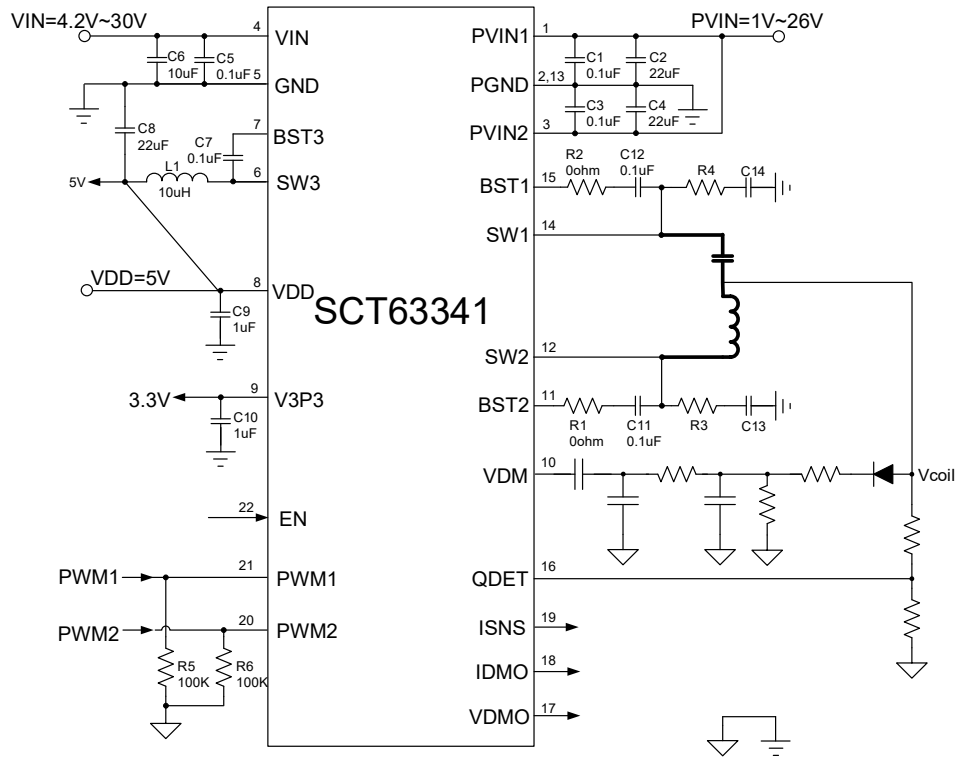 VIN=4.2V~30V
PVIN=1V~26V
4
VIN
C6
10uF
C5
0.1uF
5
GND
C8
22uF
7
BST3
C7
0.1uF
L1
10uH
6
SW3
5V
VDD=5V
8
VDD
C9
1uF
SCT63341
3.3V
9
V3P3
C10
1uF
22
EN
PWM1
21
PWM1
PWM2
20
PWM2
R5
100K
R6
100K
PVIN1
1
C1
0.1uF
C2
22uF
PGND
2,13
C3
0.1uF
C4
22uF
PVIN2
3
BST1
15
R2
0ohm
C12
0.1uF
R4
C14
SW1
14
SW2
12
BST2
11
R1
0ohm
C11
0.1uF
R3
C13
VDM
10
Vcoil
QDET
16
ISNS
19
IDMO
18
VDMO
17